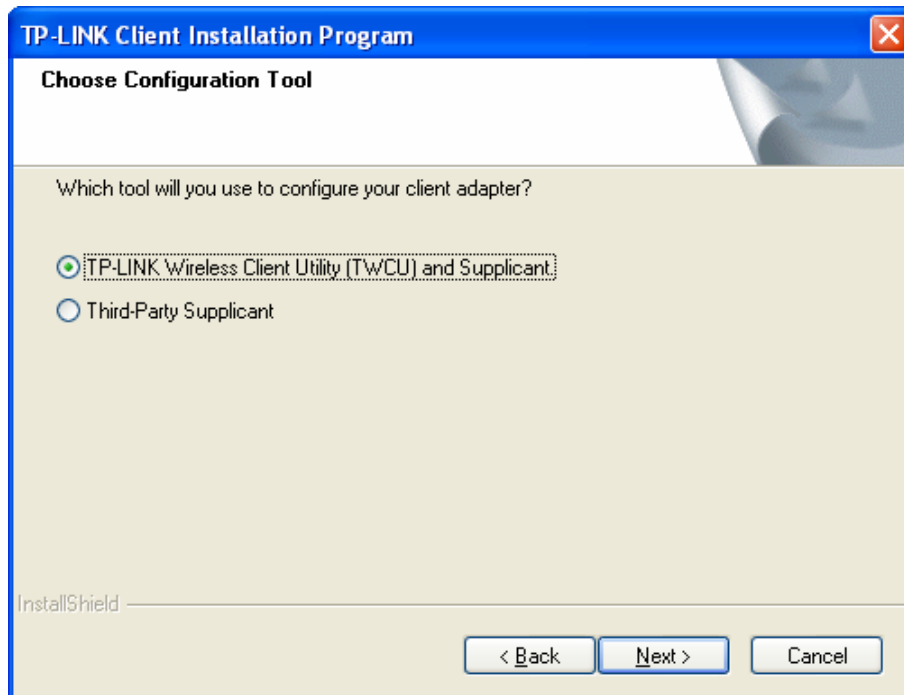 TP-LINK Client Installation Program
Choose Configuration Tool
Which tool will you use to configure your client adapter?
TP-LINK Wireless Client Utility (TWCU) and Supplicant.
Third-Party Supplicant
InstallShield
< Back
Next >
Cancel